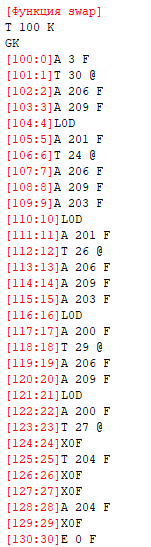 [Функция swap]
T 100 K
GK
[100:0]A 3 F
[101:1]T 30 @
[102:2]A 206 F
[103:3]A 209 F
[104:4]L0D
[105:5]A 201 F
[106:6]T 24 @
[107:7]A 206 F
[108:8]A 209 F
[109:9]A 203 F
[110:10]L0D
[111:11]A 201 F
[112:12]T 26 @
[113:13]A 206 F
[114:14]A 209 F
[115:15]A 203 F
[116:16]L0D
[117:17]A 200 F
[118:18]T 29 @
[119:19]A 206 F
[120:20]A 209 F
[121:21]L0D
[122:22]A 200 F
[123:23]T 27 @
[124:24]X0F
[125:25]T 204 F
[126:26]X0F
[127:27]X0F
[128:28]A 204 F
[129:29]X0F
[130:30]E 0 F